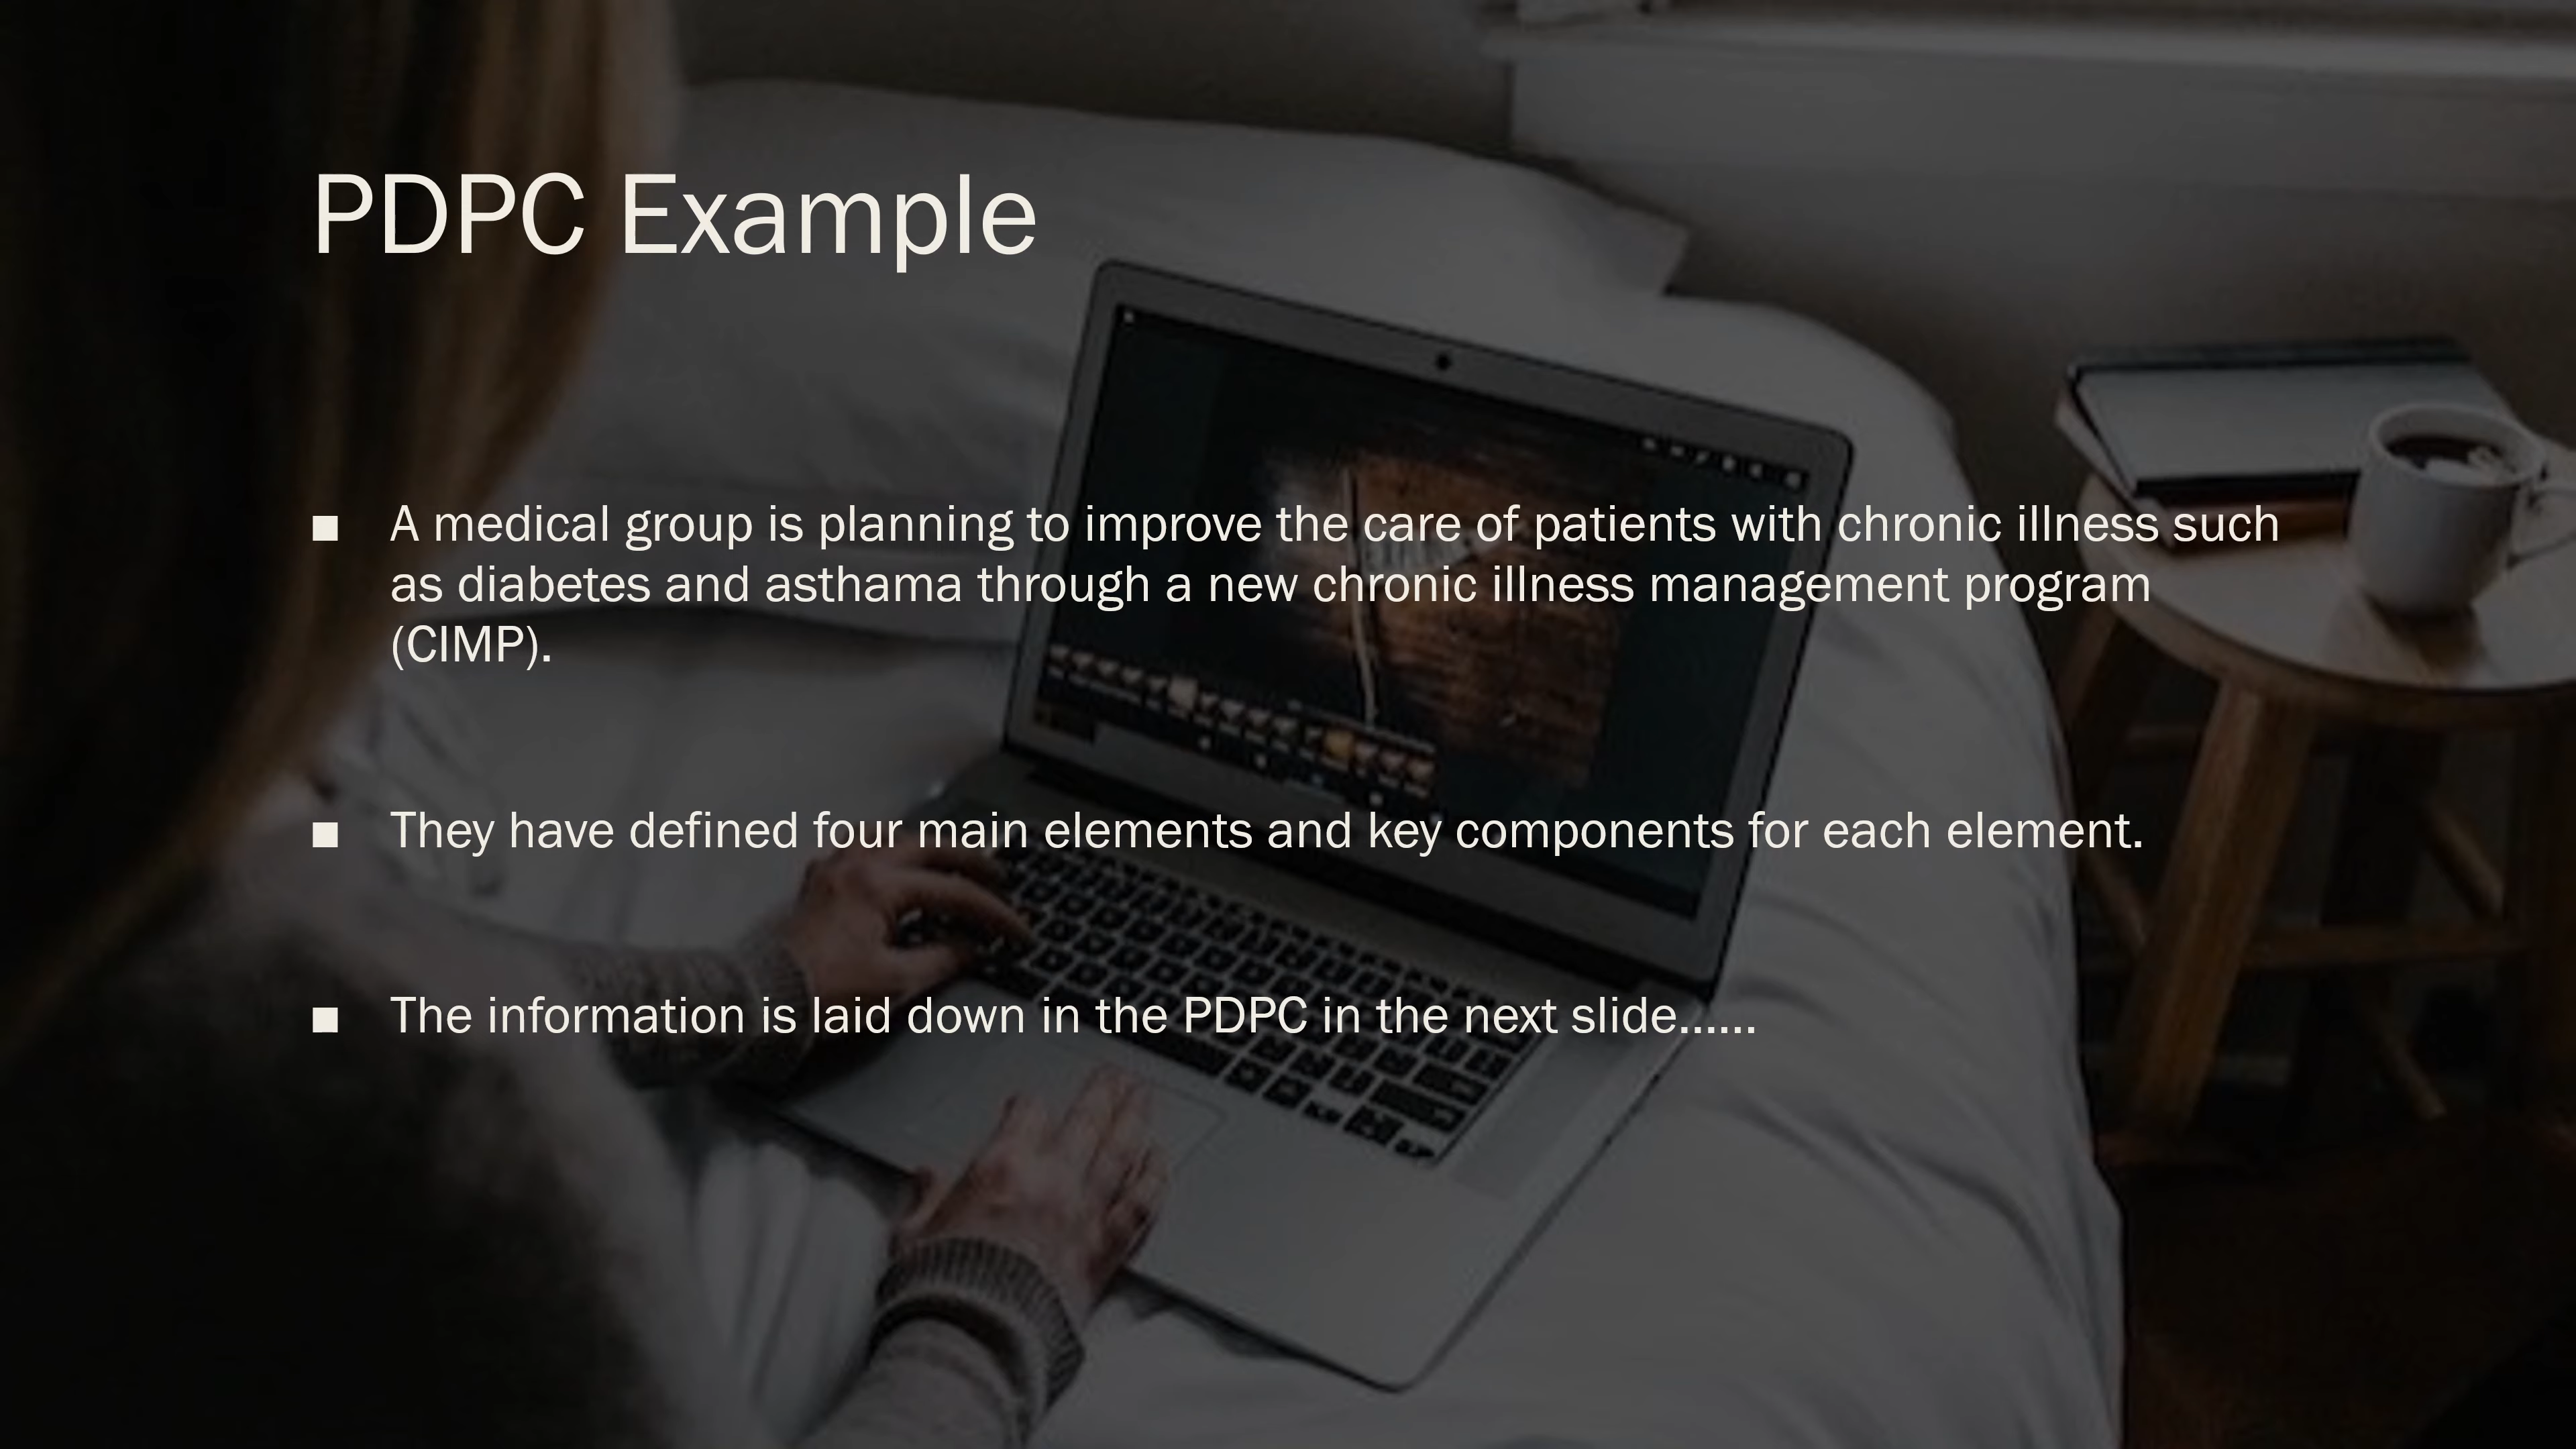 PDPC Example
■ A medical group is planning to improve the care of patients with chronic illness such
as diabetes and asthama through a new chronic illness management program
(CIMP).
■ They have defined four main elements and key components for each element.
■ The information is laid down in the PDPC in the next slide......